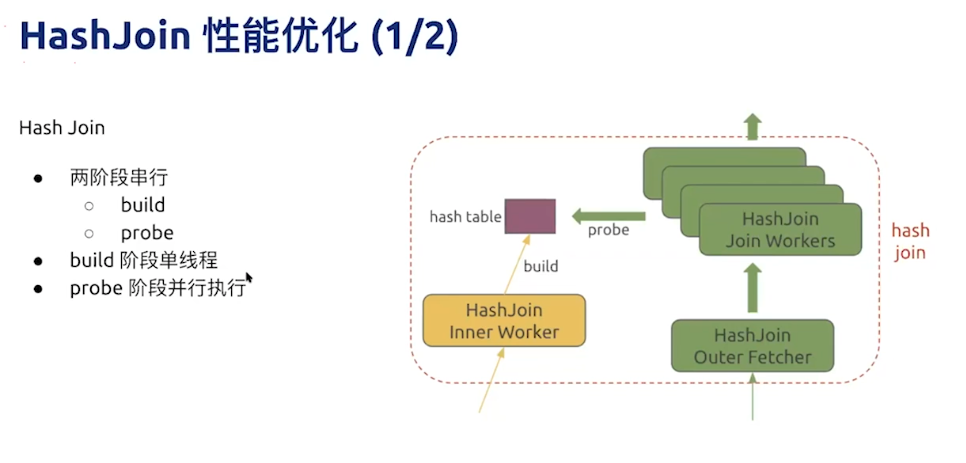 HashJoin 性能优化 (1/2)
Hash Join
● 两阶段串行
○ build
○ probe
● build 阶段单线程
● probe 阶段并行执行
hash table
probe
build
HashJoin
Inner Worker
HashJoin
Join Workers
HashJoin
Outer Fetcher
hash
join